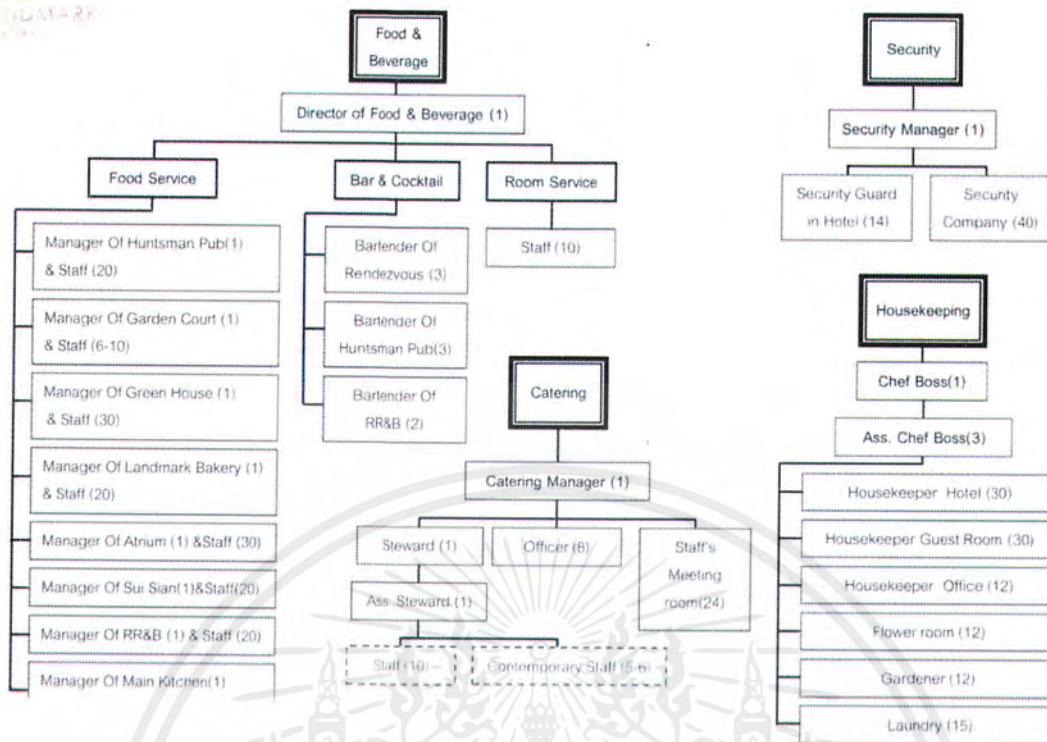 Food &
Beverage
Director of Food & Beverage (1)
Food Service
Bar & Cocktail
Room Service
Manager Of Huntsman Pub(1)
& Staff (20)
Manager Of Garden Court (1)
& Staff (6-10)
Manager Of Green House (1)
& Staff (30)
Manager Of Landmark Bakery (1)
& Staff (20)
Manager Of Atrium (1) &Staff (30)
Manager Of Sui Sian(1)&Staff(20)
Manager Of RR&B (1) & Staff (20)
Manager Of Main Kitchen(1)
Bartender Of
Rendezvous (3)
Bartender Of
Huntsman Pub(3)
Bartender Of
RR&B (2)
Staff (10)
Catering
Catering Manager (1)
Steward (1)
Officer (8)
Staff's
Meeting
room(24)
Ass Steward (1)
Staff (10)
Contemporary Staff (5-6)
Security
Security Manager (1)
Security Guard
in Hotel (14)
Security
Company (40)
Housekeeping
Chef Boss(1)
Ass. Chef Boss(3)
Housekeeper Hotel (30)
Housekeeper Guest Room (30)
Housekeeper Office (12)
Flower room (12)
Gardener (12)
Laundry (15)